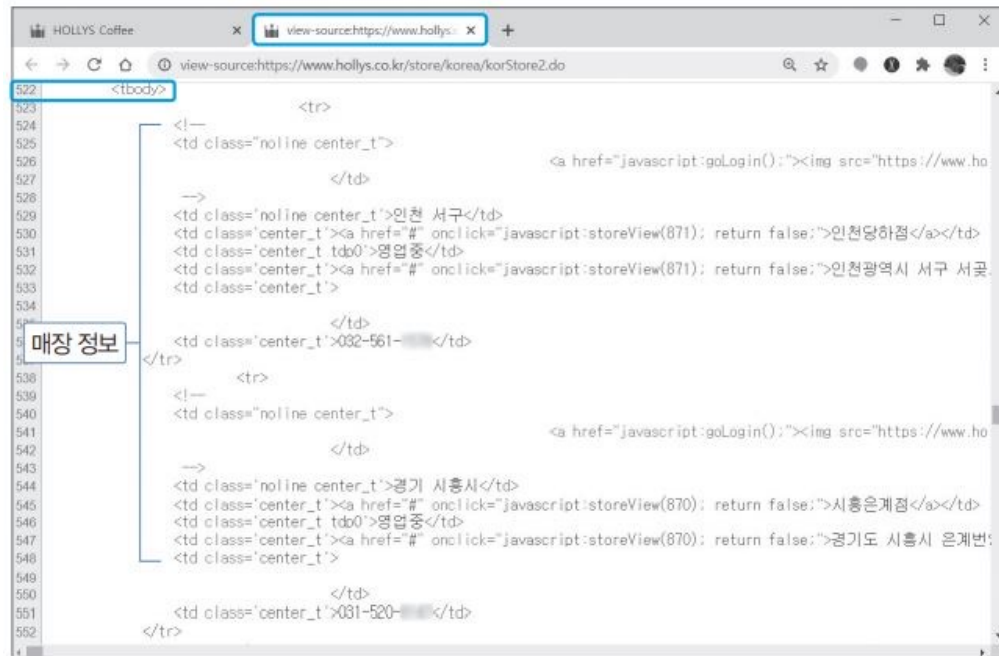 HOLLYS Coffee
view-source:https://www.hollys
view-source:https://www.hollys.co.kr/store/korea/korStore2.do
522 <tbody>
523 <tr>
524 <!--
525 <td class="noline center_t">
526 <a href="javascript:goLogin();"><img src="https://www.ho
527 </td>
528 -->
529 <td class='noline center_t'>인천 서구</td>
530 <td class='center_t'><a href="#" onclick="javascript:storeView(871); return false;">인천당하점</a></td>
531 <td class='center_t tdp0'>영업중</td>
532 <td class='center_t'><a href="#" onclick="javascript:storeView(871); return false;">인천광역시 서구 서곶
533 <td class='center_t'>
534
</td>
매장 정보
<td class='center_t'>032-561-</td>
</tr>
538 <tr>
539 <!--
540 <td class="noline center_t">
541 <a href="javascript:goLogin();"><img src="https://www.ho
542 </td>
543 -->
544 <td class='noline center_t'>경기 시흥시</td>
545 <td class='center_t'><a href="#" onclick="javascript:storeView(870); return false;">시흥은계점</a></td>
546 <td class='center_t tdp0'>영업중</td>
547 <td class='center_t'><a href="#" onclick="javascript:storeView(870); return false;">경기도 시흥시 은계번
548 <td class='center_t'>
549
550 </td>
551 <td class='center_t'>031-520-</td>
552 </tr>